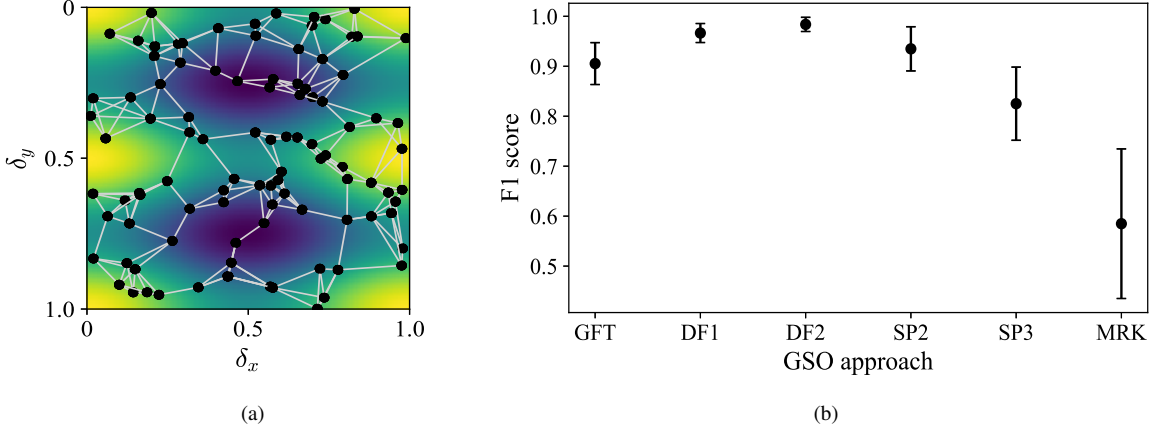 0
0.5
1.0
δy
0
0.5
1.0
δx
(a)
1.0
0.9
0.8
0.7
0.6
0.5
F1 score
GFT DF1 DF2 SP2 SP3 MRK
GSO approach
(b)